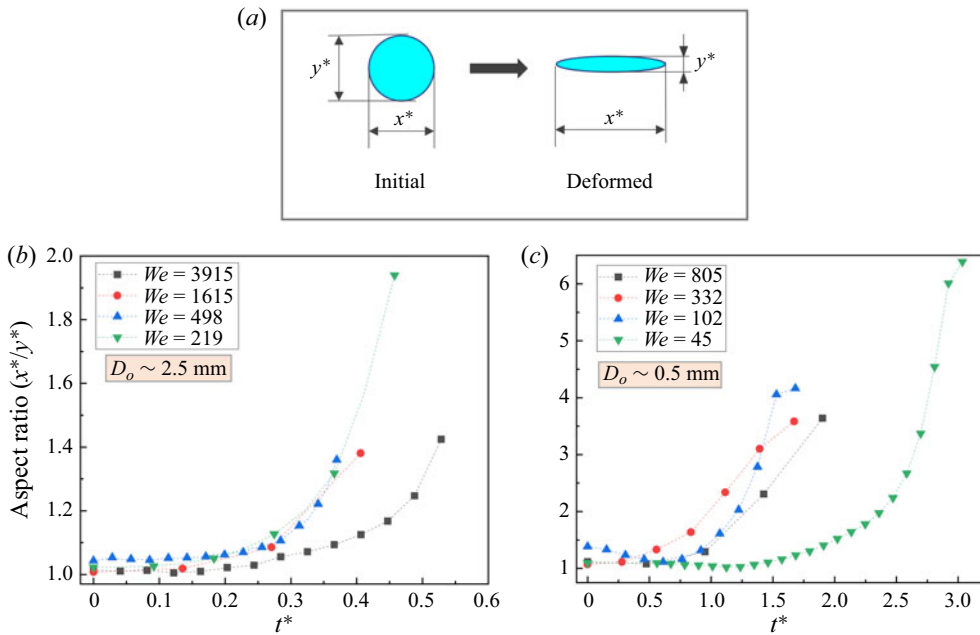 (a)
y*
x*
Initial
y*
x*
Deformed
(b)
Aspect ratio (x*/y*)
2.0
1.8
1.6
1.4
1.2
1.0
We = 3915
We = 1615
We = 498
We = 219
Do ~ 2.5 mm
0 0.1 0.2 0.3 0.4 0.5 0.6
t*
(c)
6
5
4
3
2
1
We = 805
We = 332
We = 102
We = 45
Do ~ 0.5 mm
0 0.5 1.0 1.5 2.0 2.5 3.0
t*